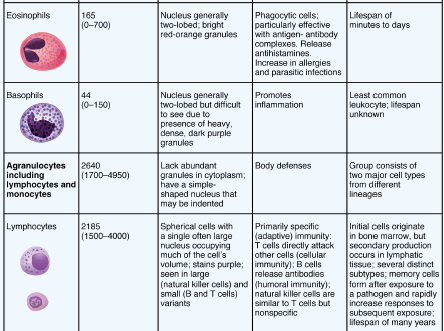 Eosinophils
165
(0–700)
Nucleus generally
two-lobed; bright
red-orange granules
Phagocytic cells;
particularly effective
with antigen- antibody
complexes. Release
antihistamines.
Increase in allergies
and parasitic infections
Lifespan of
minutes to days
Basophils
44
(0–150)
Nucleus generally
two-lobed but difficult
to see due to
presence of heavy,
dense, dark purple
granules
Promotes
inflammation
Least common
leukocyte; lifespan
unknown
Agranulocytes
including
lymphocytes and
monocytes
2640
(1700–4950)
Lack abundant
granules in cytoplasm;
have a simple-
shaped nucleus that
may be indented
Body defenses
Group consists of
two major cell types
from different
lineages
Lymphocytes
2185
(1500–4000)
Spherical cells with
a single often large
nucleus occupying
much of the cell's
volume; stains purple;
seen in large
(natural killer cells) and
small (B and T cells)
variants
Primarily specific
(adaptive) immunity:
T cells directly attack
other cells (cellular
immunity); B cells
release antibodies
(humoral immunity);
natural killer cells are
similar to T cells but
nonspecific
Initial cells originate
in bone marrow, but
secondary production
occurs in lymphatic
tissue; several distinct
subtypes; memory cells
form after exposure to
a pathogen and rapidly
increase responses to
subsequent exposure;
lifespan of many years